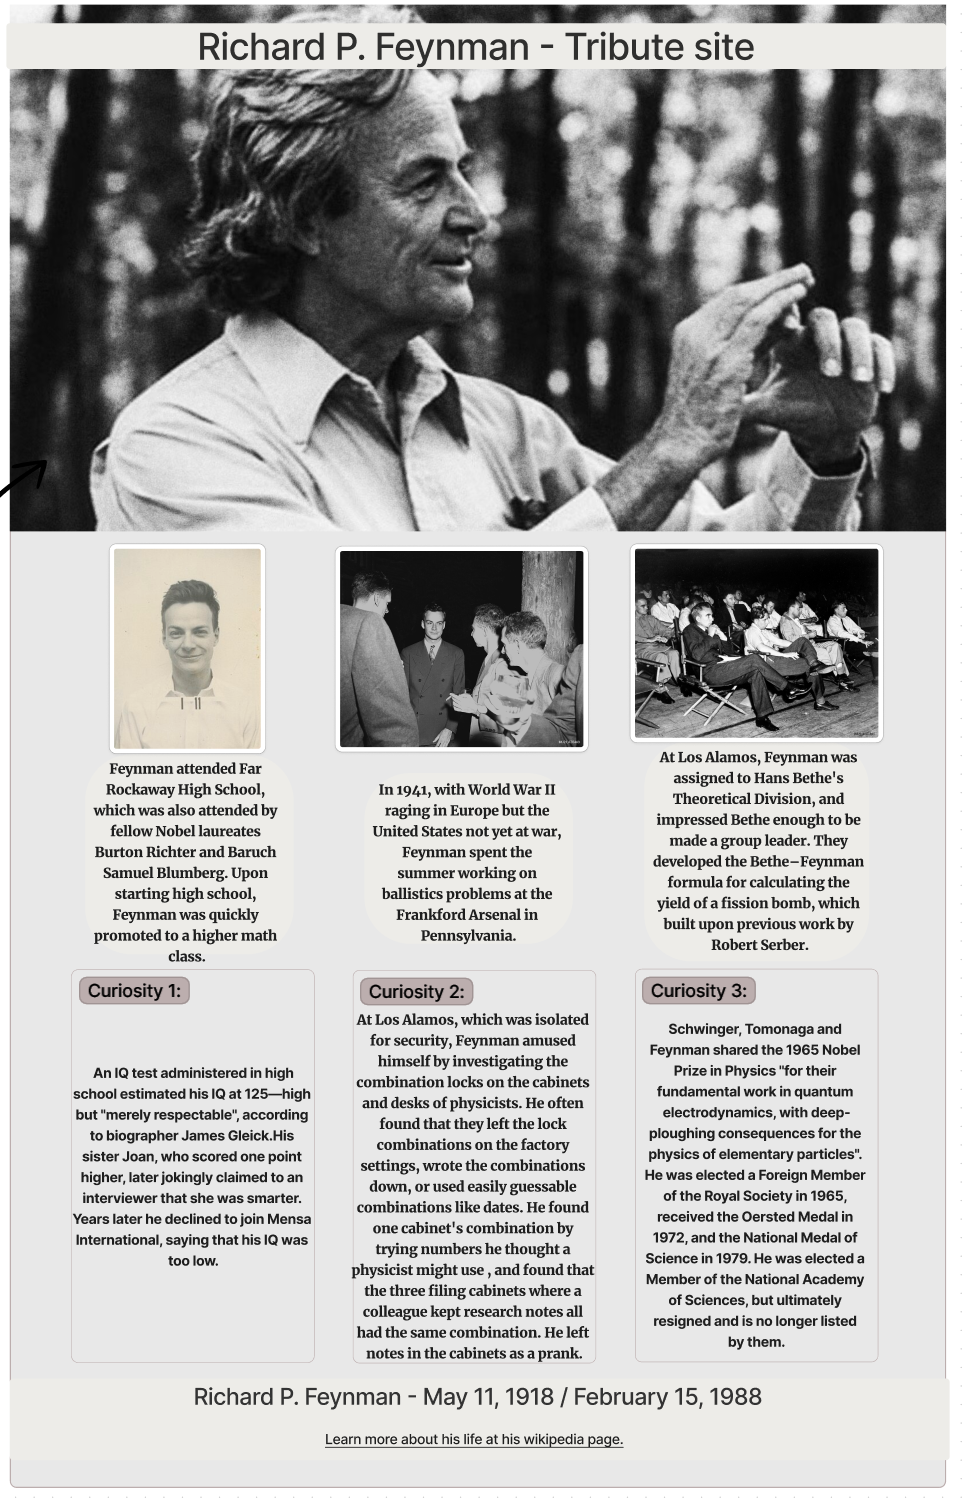 Richard P. Feynman - Tribute site
Feynman attended Far
Rockaway High School,
which was also attended by
fellow Nobel laureates
Burton Richter and Baruch
Samuel Blumberg. Upon
starting high school,
Feynman was quickly
promoted to a higher math
class.
In 1941, with World War II
raging in Europe but the
United States not yet at war,
Feynman spent the
summer working on
ballistics problems at the
Frankford Arsenal in
Pennsylvania.
At Los Alamos, Feynman was
assigned to Hans Bethe's
Theoretical Division, and
impressed Bethe enough to be
made a group leader. They
developed the Bethe–Feynman
formula for calculating the
yield of a fission bomb, which
built upon previous work by
Robert Serber.
Curiosity 1:
An IQ test administered in high
school estimated his IQ at 125—high
but "merely respectable", according
to biographer James Gleick.His
sister Joan, who scored one point
higher, later jokingly claimed to an
interviewer that she was smarter.
Years later he declined to join Mensa
International, saying that his IQ was
too low.
Curiosity 2:
At Los Alamos, which was isolated
for security, Feynman amused
himself by investigating the
combination locks on the cabinets
and desks of physicists. He often
found that they left the lock
combinations on the factory
settings, wrote the combinations
down, or used easily guessable
combinations like dates. He found
one cabinet's combination by
trying numbers he thought a
physicist might use , and found that
the three filing cabinets where a
colleague kept research notes all
had the same combination. He left
notes in the cabinets as a prank.
Curiosity 3:
Schwinger, Tomonaga and
Feynman shared the 1965 Nobel
Prize in Physics "for their
fundamental work in quantum
electrodynamics, with deep-
ploughing consequences for the
physics of elementary particles".
He was elected a Foreign Member
of the Royal Society in 1965,
received the Oersted Medal in
1972, and the National Medal of
Science in 1979. He was elected a
Member of the National Academy
of Sciences, but ultimately
resigned and is no longer listed
by them.
Richard P. Feynman - May 11, 1918 / February 15, 1988
Learn more about his life at his wikipedia page.